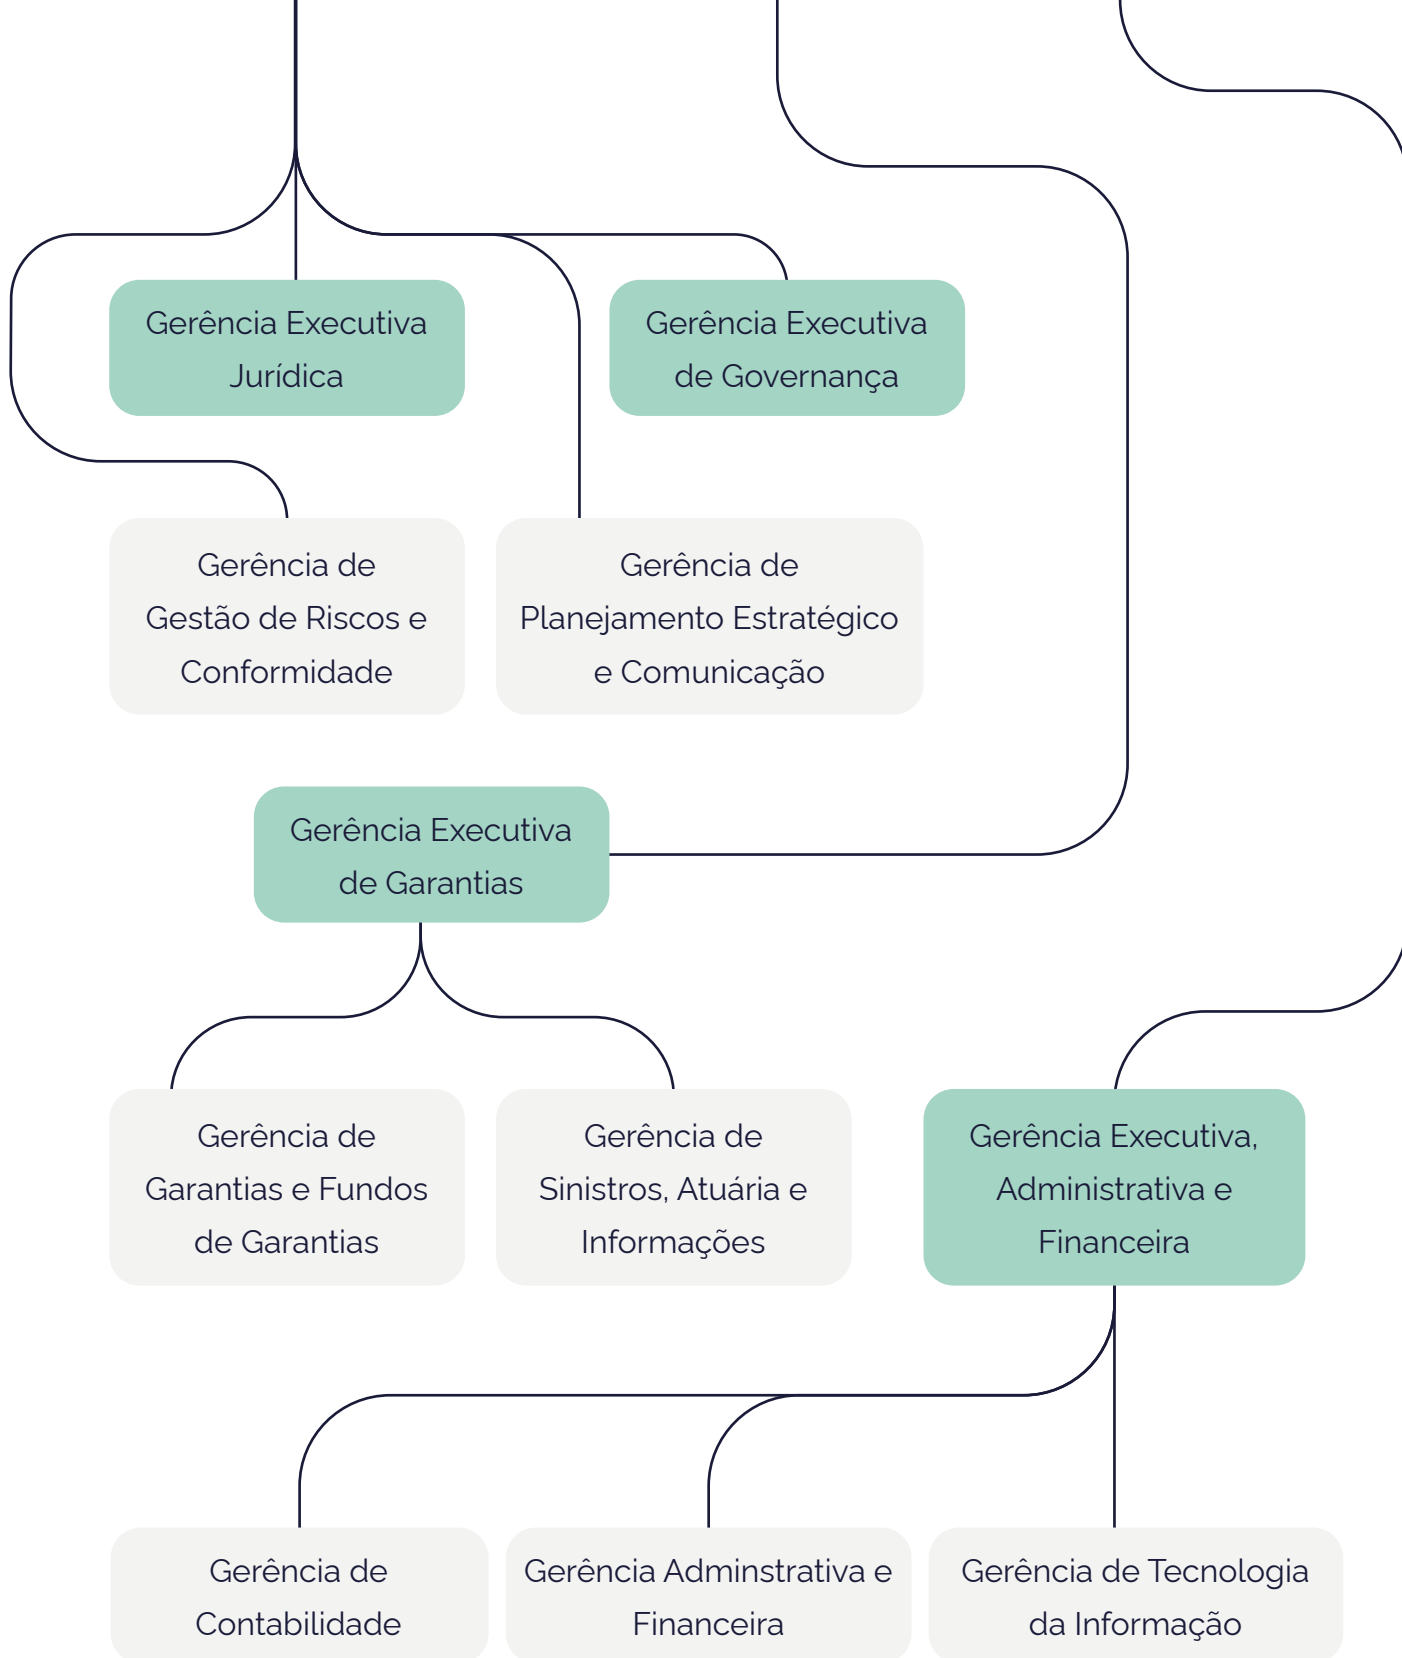 Gerência Executiva
Jurídica
Gerência Executiva
de Governança
Gerência de
Gestão de Riscos e
Conformidade
Gerência de
Planejamento Estratégico
e Comunicação
Gerência Executiva
de Garantias
Gerência de
Garantias e Fundos
de Garantias
Gerência de
Sinistros, Atuária e
Informações
Gerência Executiva,
Administrativa e
Financeira
Gerência de
Contabilidade
Gerência Adminstrativa e
Financeira
Gerência de Tecnologia
da Informação